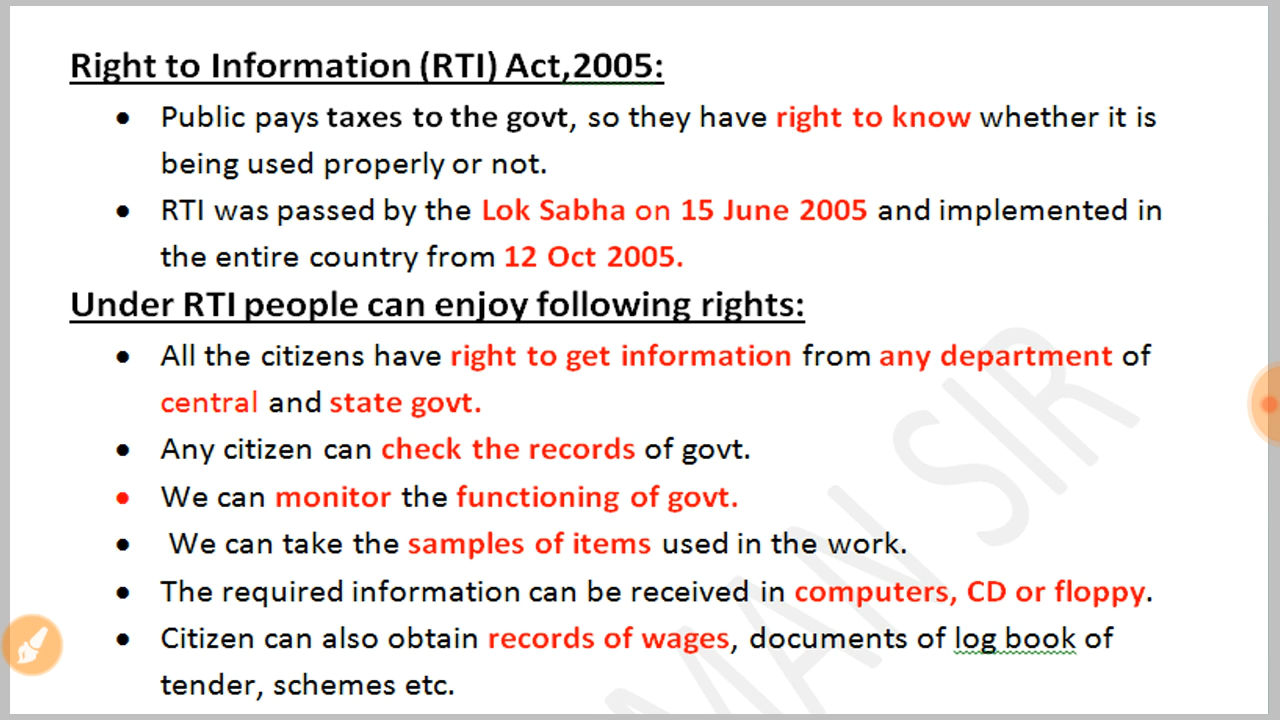 Right to Information (RTI) Act,2005:
• Public pays taxes to the govt, so they have right to know whether it is
being used properly or not.
• RTI was passed by the Lok Sabha on 15 June 2005 and implemented in
the entire country from 12 Oct 2005.
Under RTI people can enjoy following rights:
• All the citizens have right to get information from any department of
central and state govt.
• Any citizen can check the records of govt.
• We can monitor the functioning of govt.
• We can take the samples of items used in the work.
• The required information can be received in computers, CD or floppy.
• Citizen can also obtain records of wages, documents of log book of
tender, schemes etc.
MAN SIR